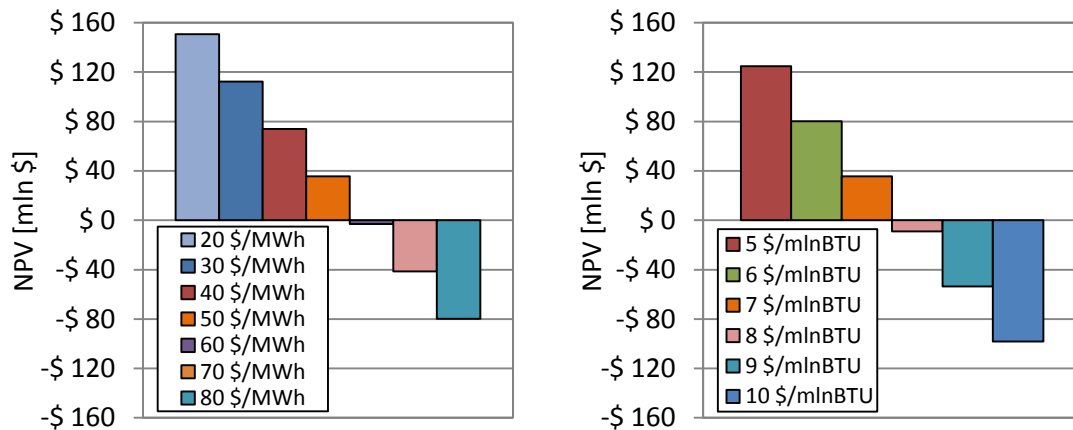 NPV [mln $]
$ 160
$ 120
$ 80
$ 40
$ 0
-$ 40
-$ 80
-$ 120
-$ 160
20 $/MWh
30 $/MWh
40 $/MWh
50 $/MWh
60 $/MWh
70 $/MWh
80 $/MWh
NPV [mln $]
$ 160
$ 120
$ 80
$ 40
$ 0
-$ 40
-$ 80
-$ 120
-$ 160
5 $/mlnBTU
6 $/mlnBTU
7 $/mlnBTU
8 $/mlnBTU
9 $/mlnBTU
10 $/mlnBTU